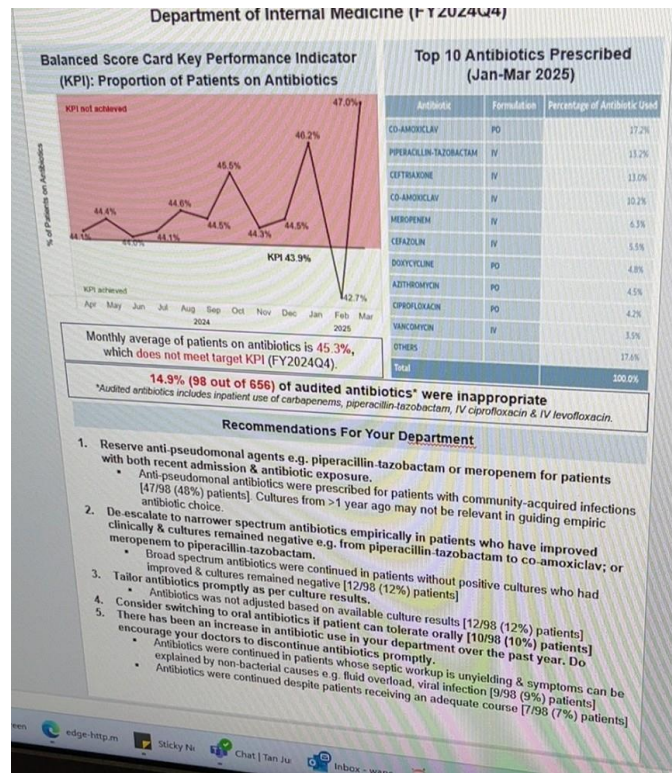 Department of Internal Medicine (FY2024Q4)
Balanced Score Card Key Performance Indicator
(KPI): Proportion of Patients on Antibiotics
KPI not achieved
47.0%
46.2%
45.5%
44.6%
44.4%
44.5%
44.5%
44.3%
44.1%
44.0%
44.1%
KPI 43.9%
KPI achieved
42.7%
% of Patients on Antibiotics
Apr May Jun Jul Aug Sep Oct Nov Dec Jan Feb Mar
2024 2025
Top 10 Antibiotics Prescribed
(Jan-Mar 2025)
Antibiotic Formulation Percentage of Antibiotic Used
CO-AMOXICLAV PO 17.2%
PIPERACILLIN-TAZOBACTAM IV 13.2%
CEFTRIAXONE IV 13.0%
CO-AMOXICLAV IV 10.2%
MEROPENEM IV 6.3%
CEFAZOLIN IV 5.5%
DOXYCYCLINE PO 4.8%
AZITHROMYCIN PO 4.5%
CIPROFLOXACIN PO 4.2%
VANCOMYCIN IV 3.5%
OTHERS 17.6%
Total 100.0%
Monthly average of patients on antibiotics is 45.3%,
which does not meet target KPI (FY2024Q4).
14.9% (98 out of 656) of audited antibiotics* were inappropriate
*Audited antibiotics includes inpatient use of carbapenems, piperacillin-tazobactam, IV ciprofloxacin & IV levofloxacin.
Recommendations For Your Department
1. Reserve anti-pseudomonal agents e.g. piperacillin-tazobactam or meropenem for patients
with both recent admission & antibiotic exposure.
• Anti-pseudomonal antibiotics were prescribed for patients with community-acquired infections
[47/98 (48%) patients]. Cultures from >1 year ago may not be relevant in guiding empiric
antibiotic choice.
2. De-escalate to narrower spectrum antibiotics empirically in patients who have improved
clinically & cultures remained negative e.g. from piperacillin-tazobactam to co-amoxiclav; or
meropenem to piperacillin-tazobactam.
• Broad spectrum antibiotics were continued in patients without positive cultures who had
improved & cultures remained negative [12/98 (12%) patients]
3. Tailor antibiotics promptly as per culture results.
• Antibiotics was not adjusted based on available culture results [12/98 (12%) patients]
4. Consider switching to oral antibiotics if patient can tolerate orally [10/98 (10%) patients]
5. There has been an increase in antibiotic use in your department over the past year. Do
encourage your doctors to discontinue antibiotics promptly.
• Antibiotics were continued in patients whose septic workup is unyielding & symptoms can be
explained by non-bacterial causes e.g. fluid overload, viral infection [9/98 (9%) patients]
• Antibiotics were continued despite patients receiving an adequate course [7/98 (7%) patients]
edge-http.m
Sticky N
Chat | Tan Ju
Inbox -